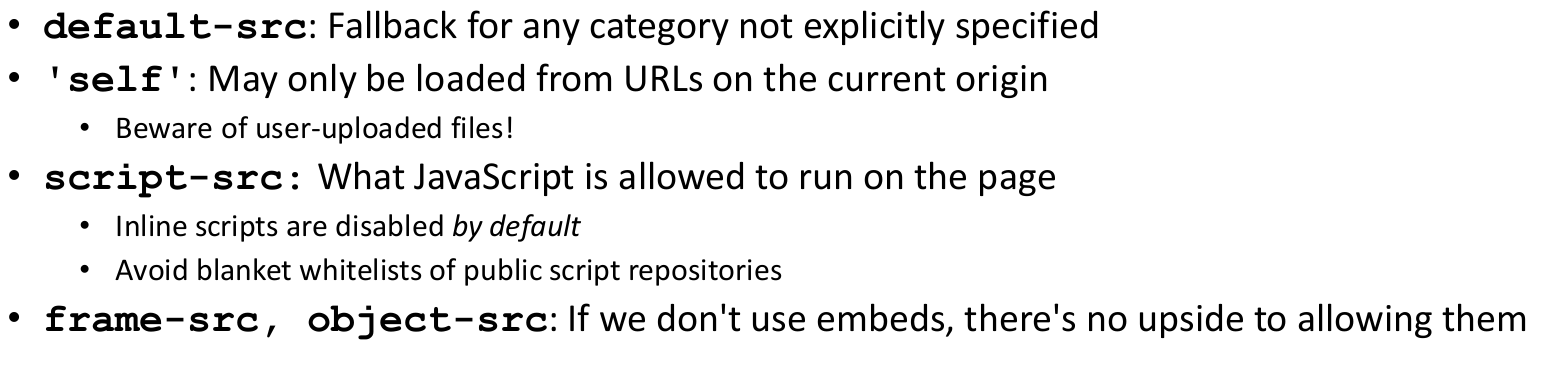 • default-src: Fallback for any category not explicitly specified
• 'self': May only be loaded from URLs on the current origin
• Beware of user-uploaded files!
• script-src: What JavaScript is allowed to run on the page
• Inline scripts are disabled by default
• Avoid blanket whitelists of public script repositories
• frame-src, object-src: If we don't use embeds, there's no upside to allowing them